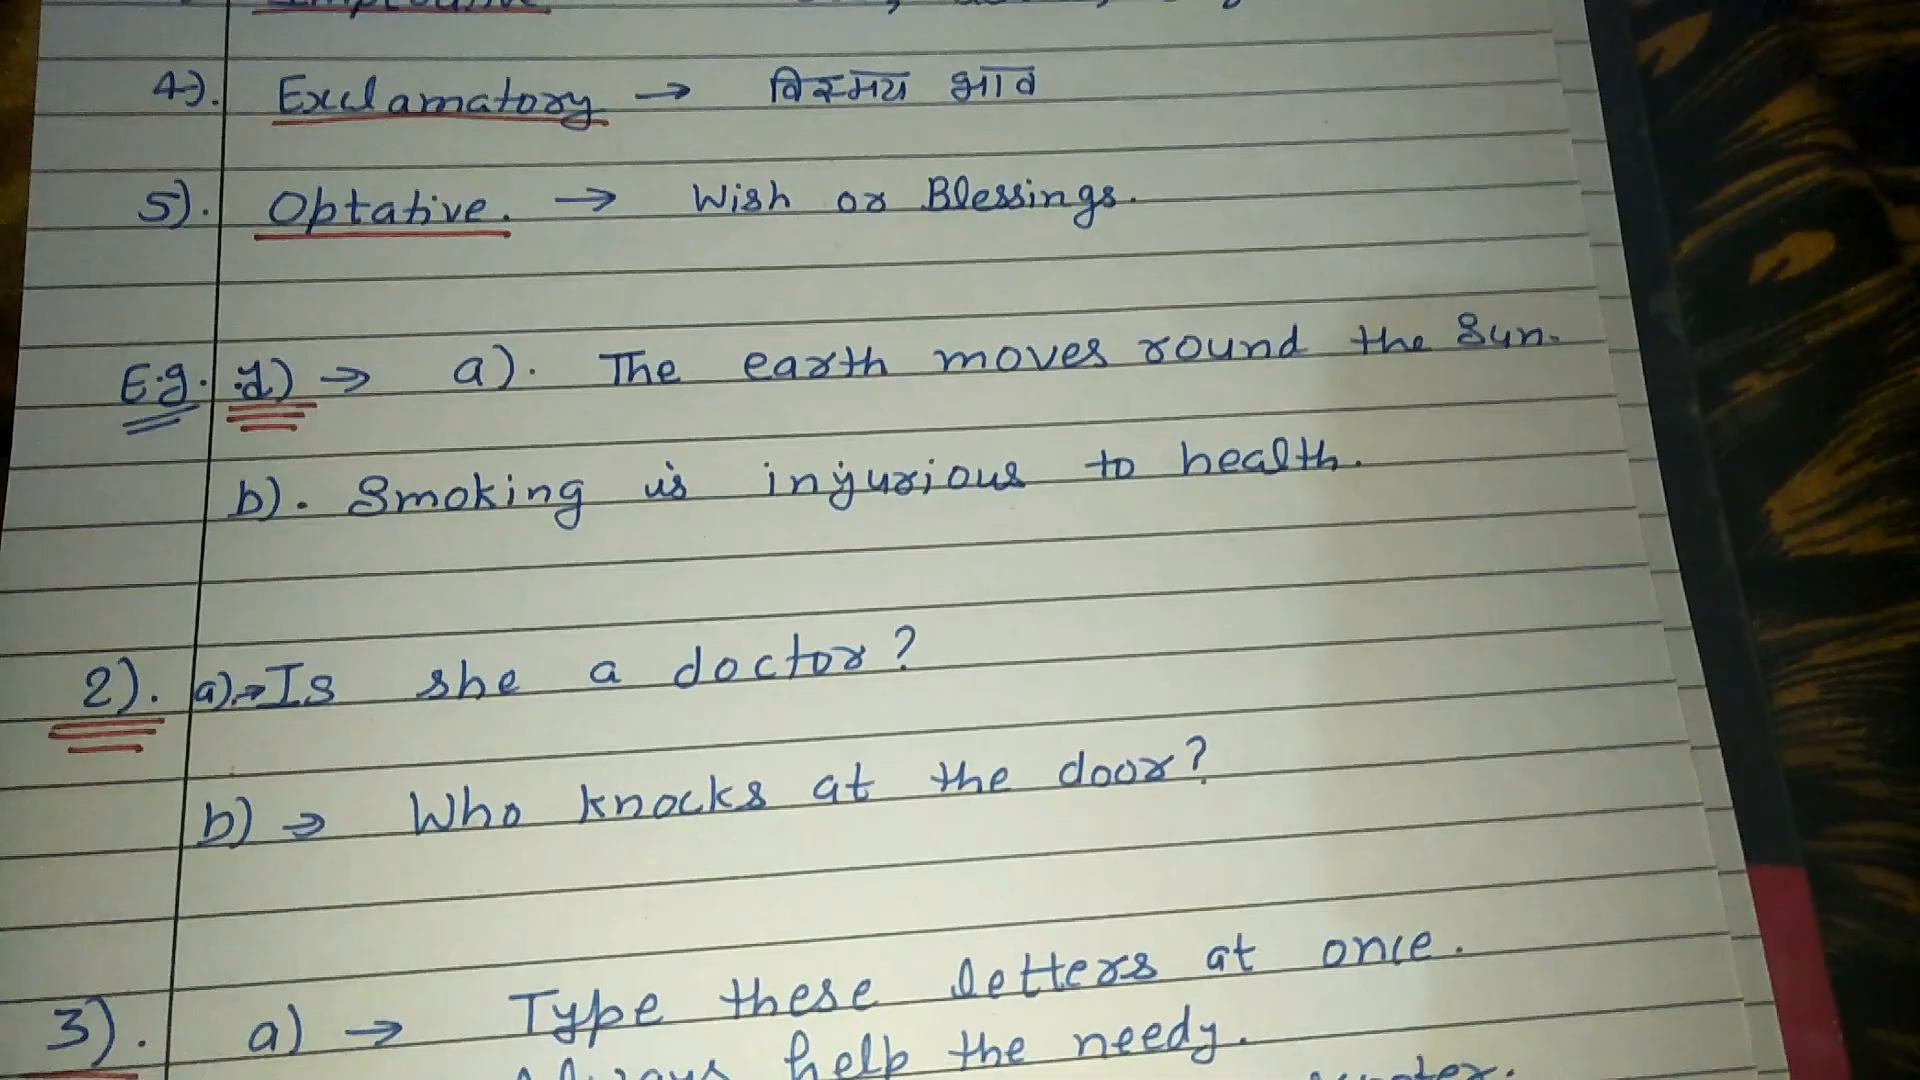 4). Exclamatory → विस्मय भाव
5). Optative. → Wish or Blessings.
E.g. 1) → a). The earth moves round the Sun.
b). Smoking is injurious to health.
2). a) → Is she a doctor?
b) → Who knocks at the door?
3). a) → Type these letters at once.
Always help the needy.